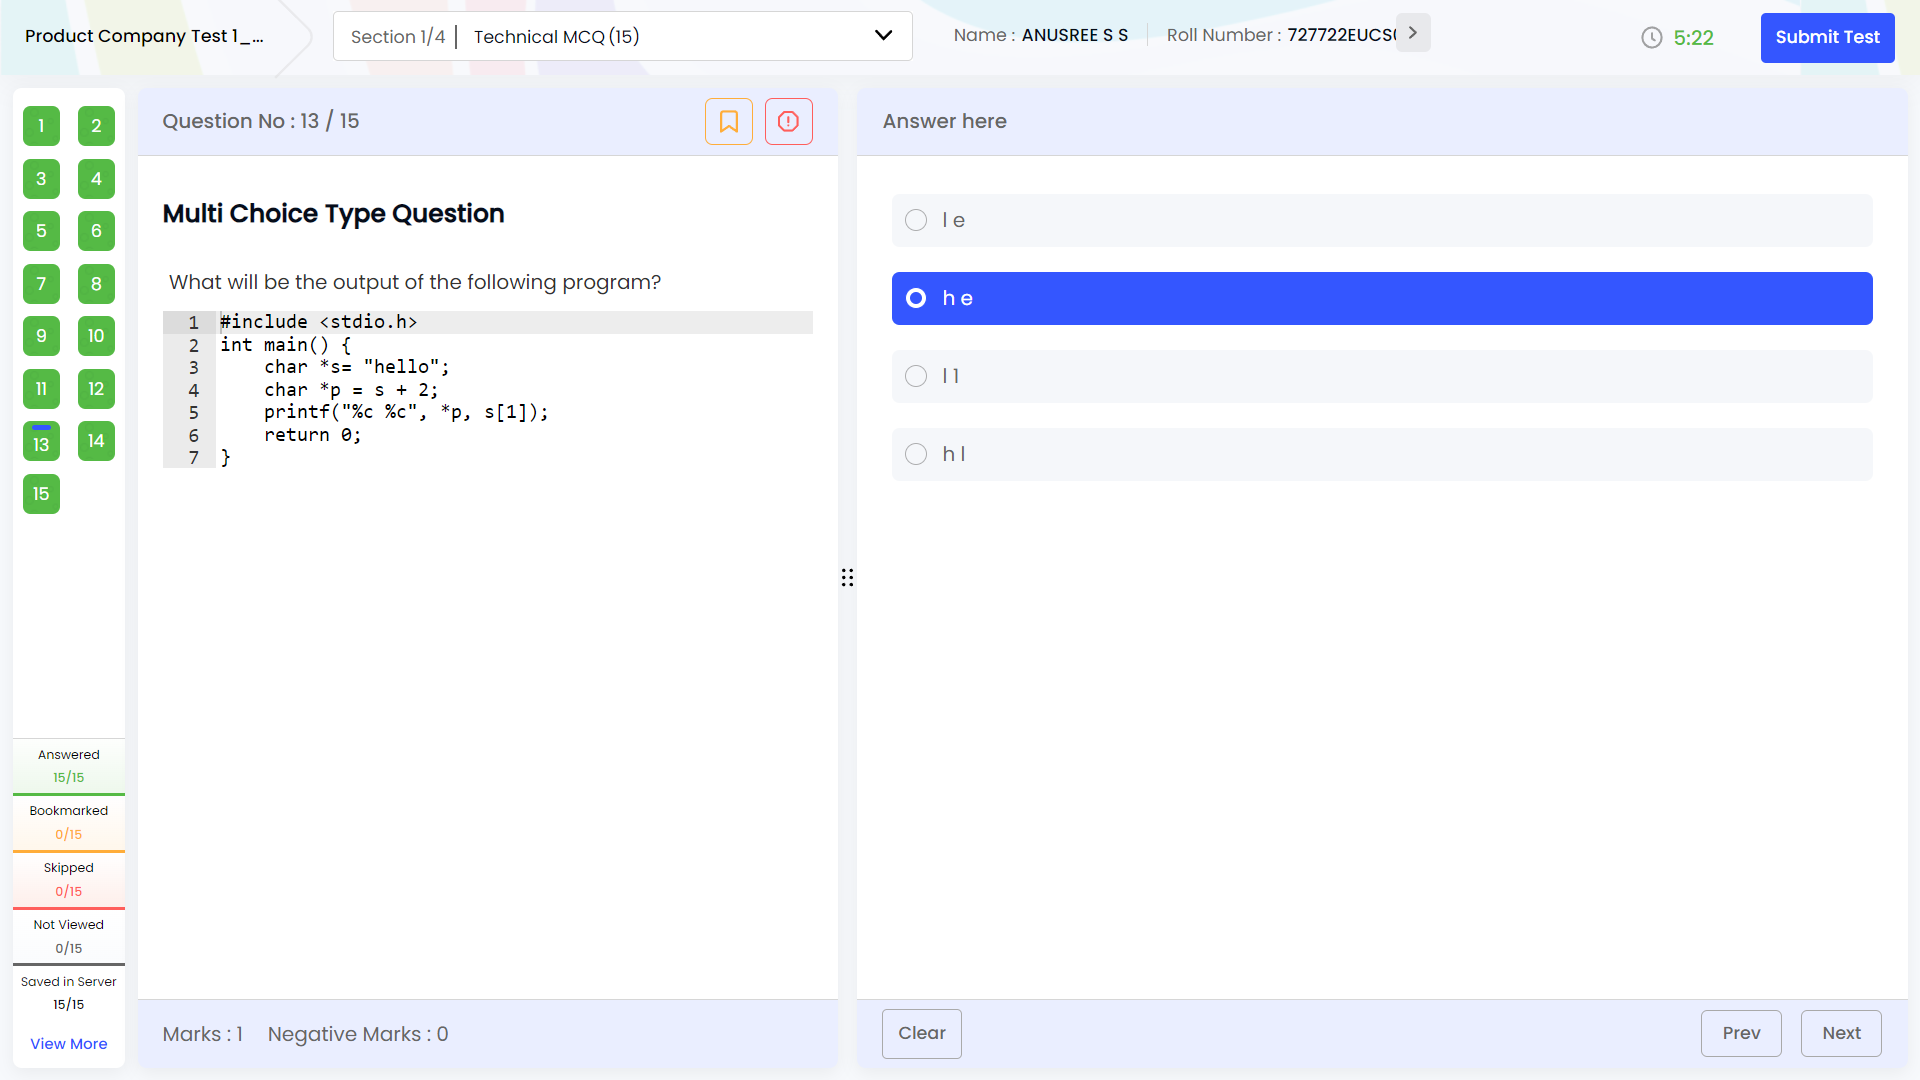 Product Company Test 1_...
Section 1/4 | Technical MCQ (15)
Name : ANUSREE S S
Roll Number : 727722EUCS
5:22
Submit Test
1 2
3 4
5 6
7 8
9 10
11 12
13 14
15
Answered
15/15
Bookmarked
0/15
Skipped
0/15
Not Viewed
0/15
Saved in Server
15/15
View More
Question No : 13 / 15
Multi Choice Type Question
What will be the output of the following program?
1 #include <stdio.h>
2 int main() {
3     char *s= "hello";
4     char *p = s + 2;
5     printf("%c %c", *p, s[1]);
6     return 0;
7 }
Marks : 1 Negative Marks : 0
Answer here
l e
h e
l 1
h l
Clear
Prev
Next